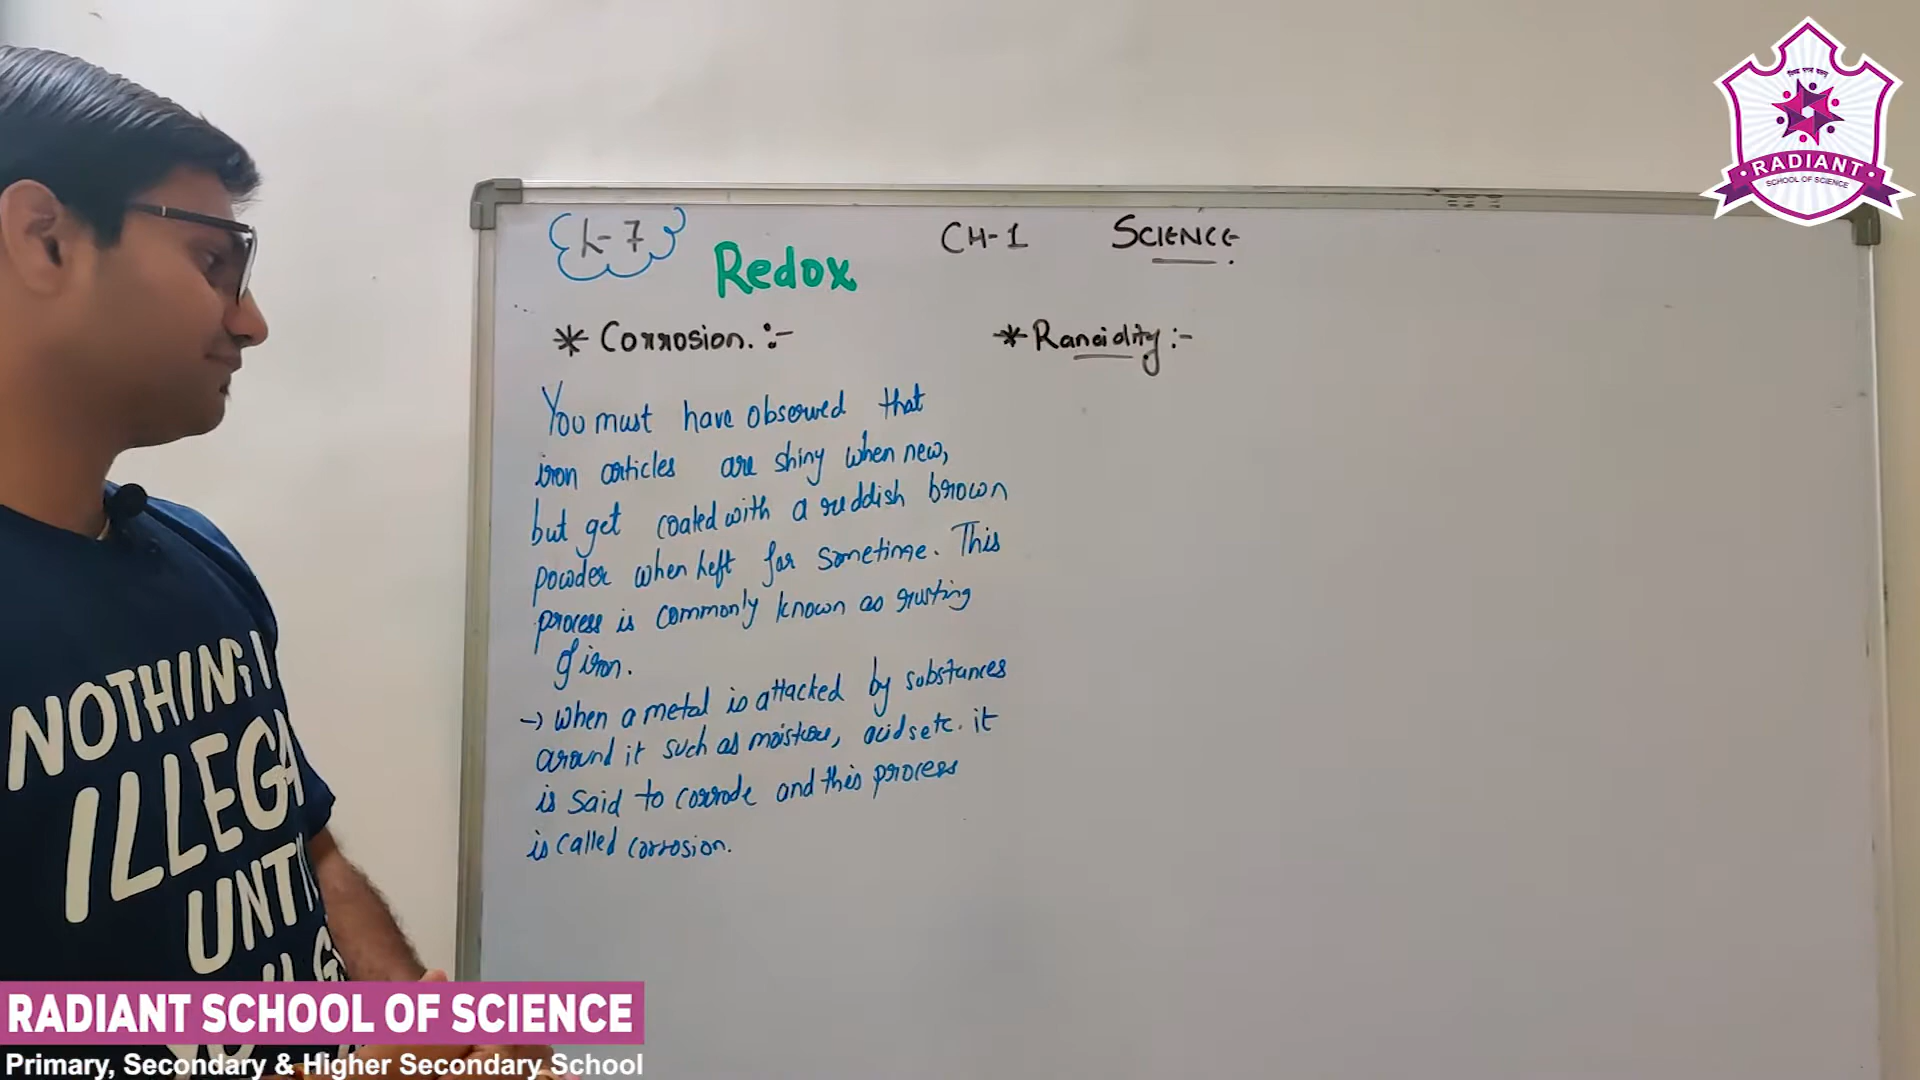 L-7
Redox
CH-1
SCIENCE
* Corrosion :-
You must have observed that
iron articles are shiny when new,
but get coated with a reddish brown
powder when left for sometime. This
process is commonly known as rusting
of iron.
→ When a metal is attacked by substances
around it such as moisture, acids etc. it
is said to corrode and this process
is called corrosion.
* Rancidity :-
NOTHING I
ILLEGA
UNTI
RADIANT
SCHOOL OF SCIENCE
RADIANT SCHOOL OF SCIENCE
Primary, Secondary & Higher Secondary School